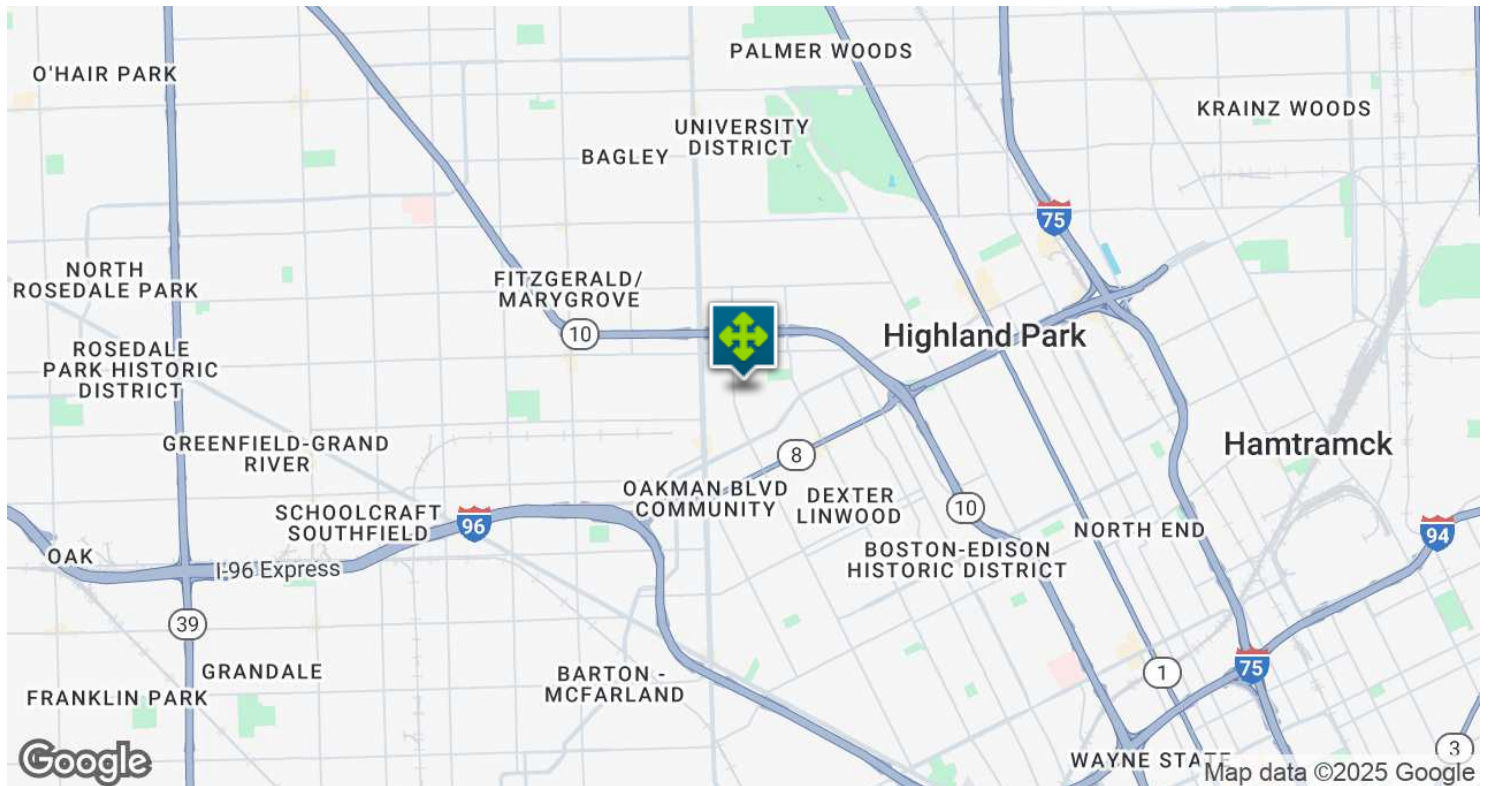 PALMER WOODS
O'HAIR PARK
KRAINZ WOODS
UNIVERSITY
DISTRICT
BAGLEY
75
NORTH
ROSEDALE PARK
FITZGERALD/
MARYGROVE
10
Highland Park
ROSEDALE
PARK HISTORIC
DISTRICT
GREENFIELD-GRAND
RIVER
8
Hamtramck
OAKMAN BLVD
COMMUNITY
DEXTER
LINWOOD
10
SCHOOLCRAFT
SOUTHFIELD
96
NORTH END
94
OAK
I-96 Express
BOSTON-EDISON
HISTORIC DISTRICT
39
GRANDALE
FRANKLIN PARK
BARTON -
MCFARLAND
1
75
3
WAYNE STATE
Google
Map data ©2025 Google